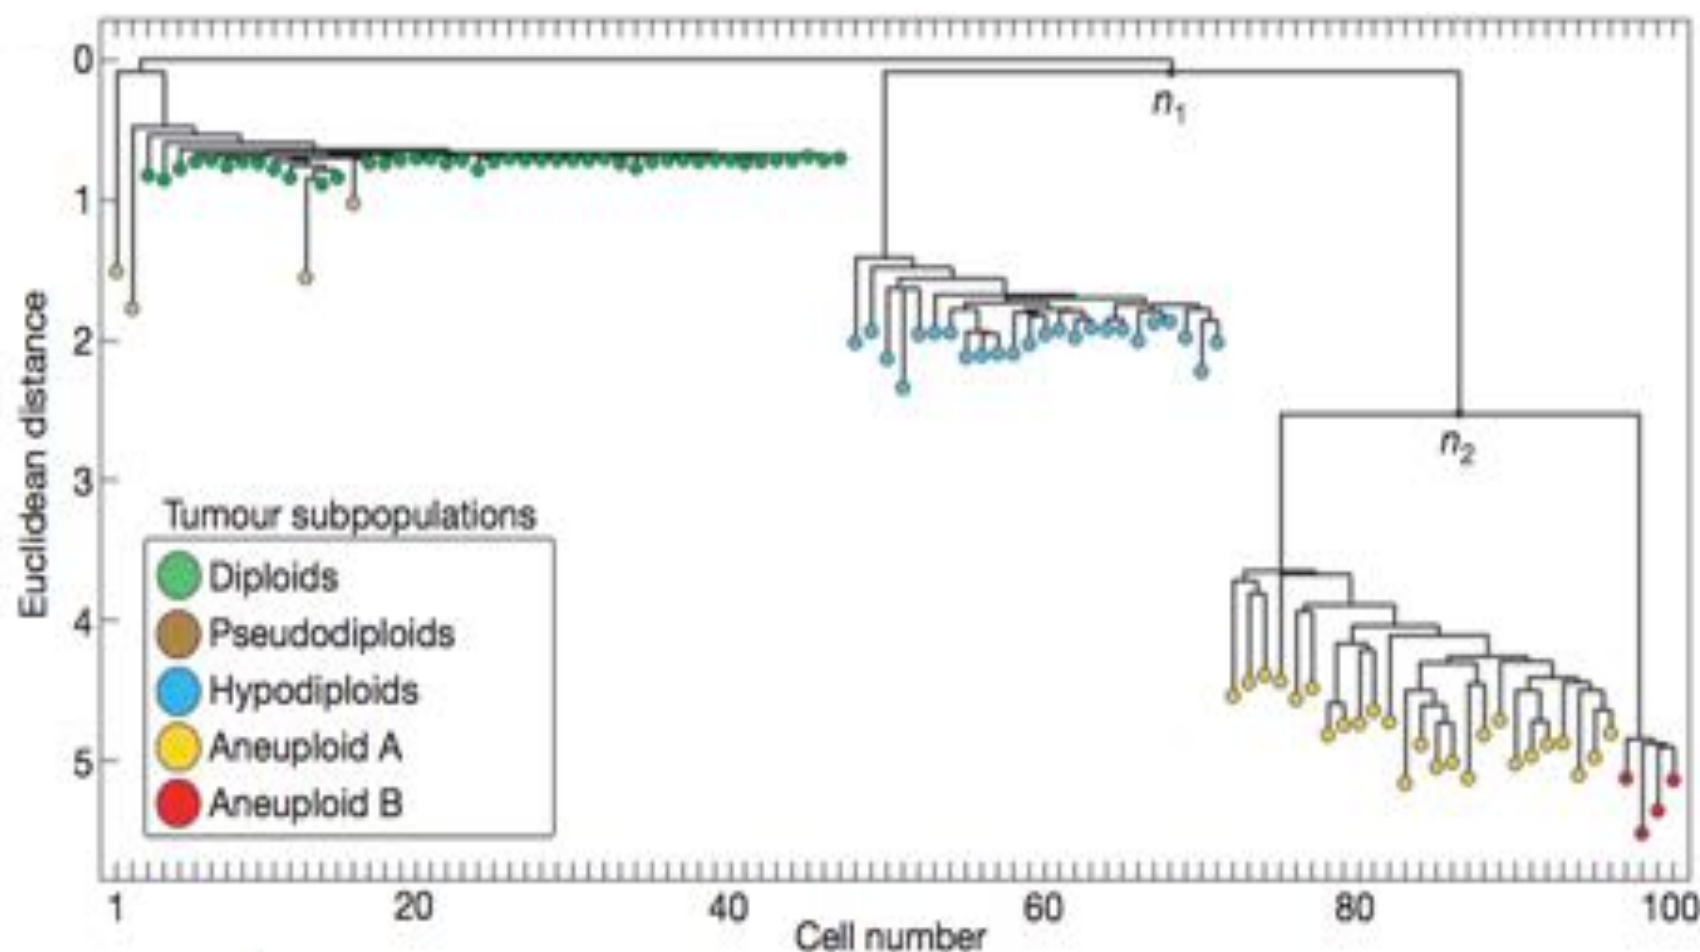 0
n1
1
2
n2
3
4
5
Euclidean distance
Tumour subpopulations
Diploids
Pseudodiploids
Hypodiploids
Aneuploid A
Aneuploid B
1 20 40 60 80 100
Cell number